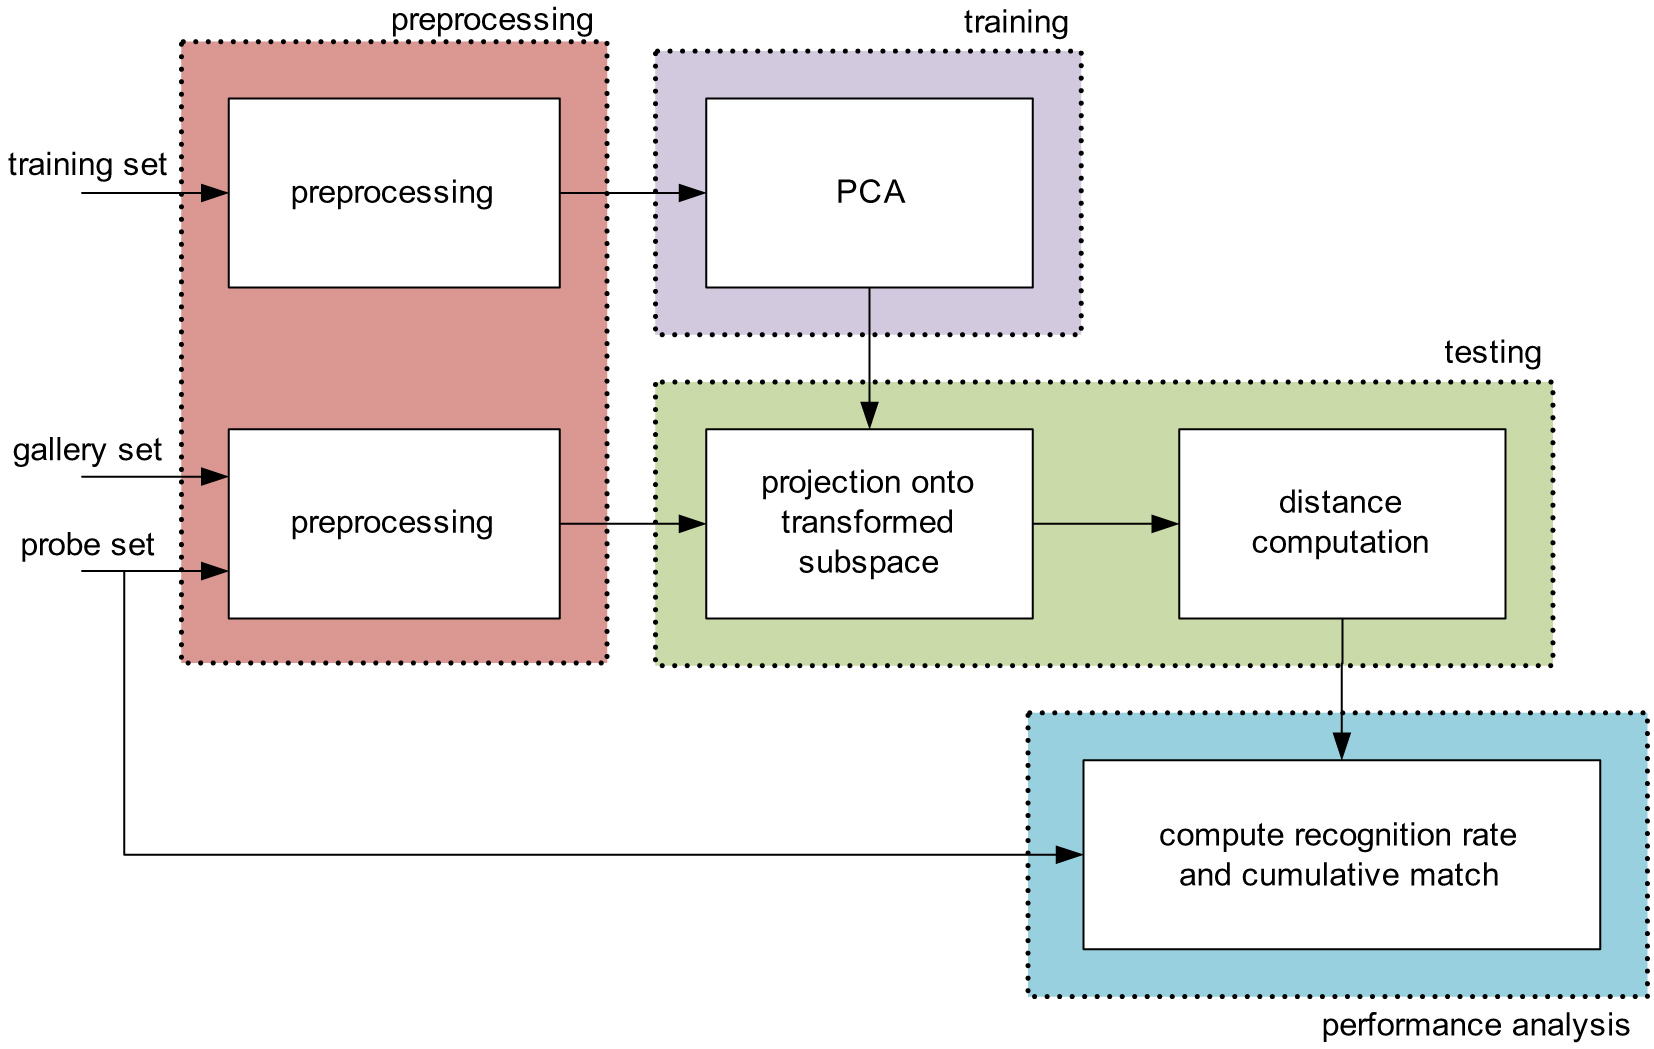 preprocessing
training
training set
preprocessing
PCA
testing
gallery set
probe set
preprocessing
projection onto
transformed
subspace
distance
computation
compute recognition rate
and cumulative match
performance analysis